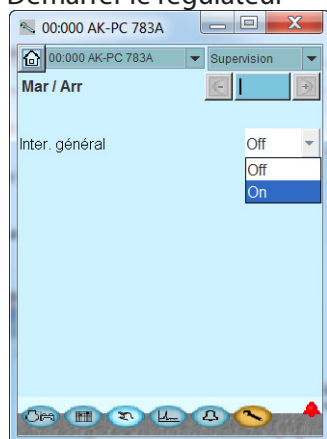 Démarrer le régulateur
00:000 AK-PC 783A
00:000 AK-PC 783A Supervision
Mar / Arr
Inter. général Off
Off
On